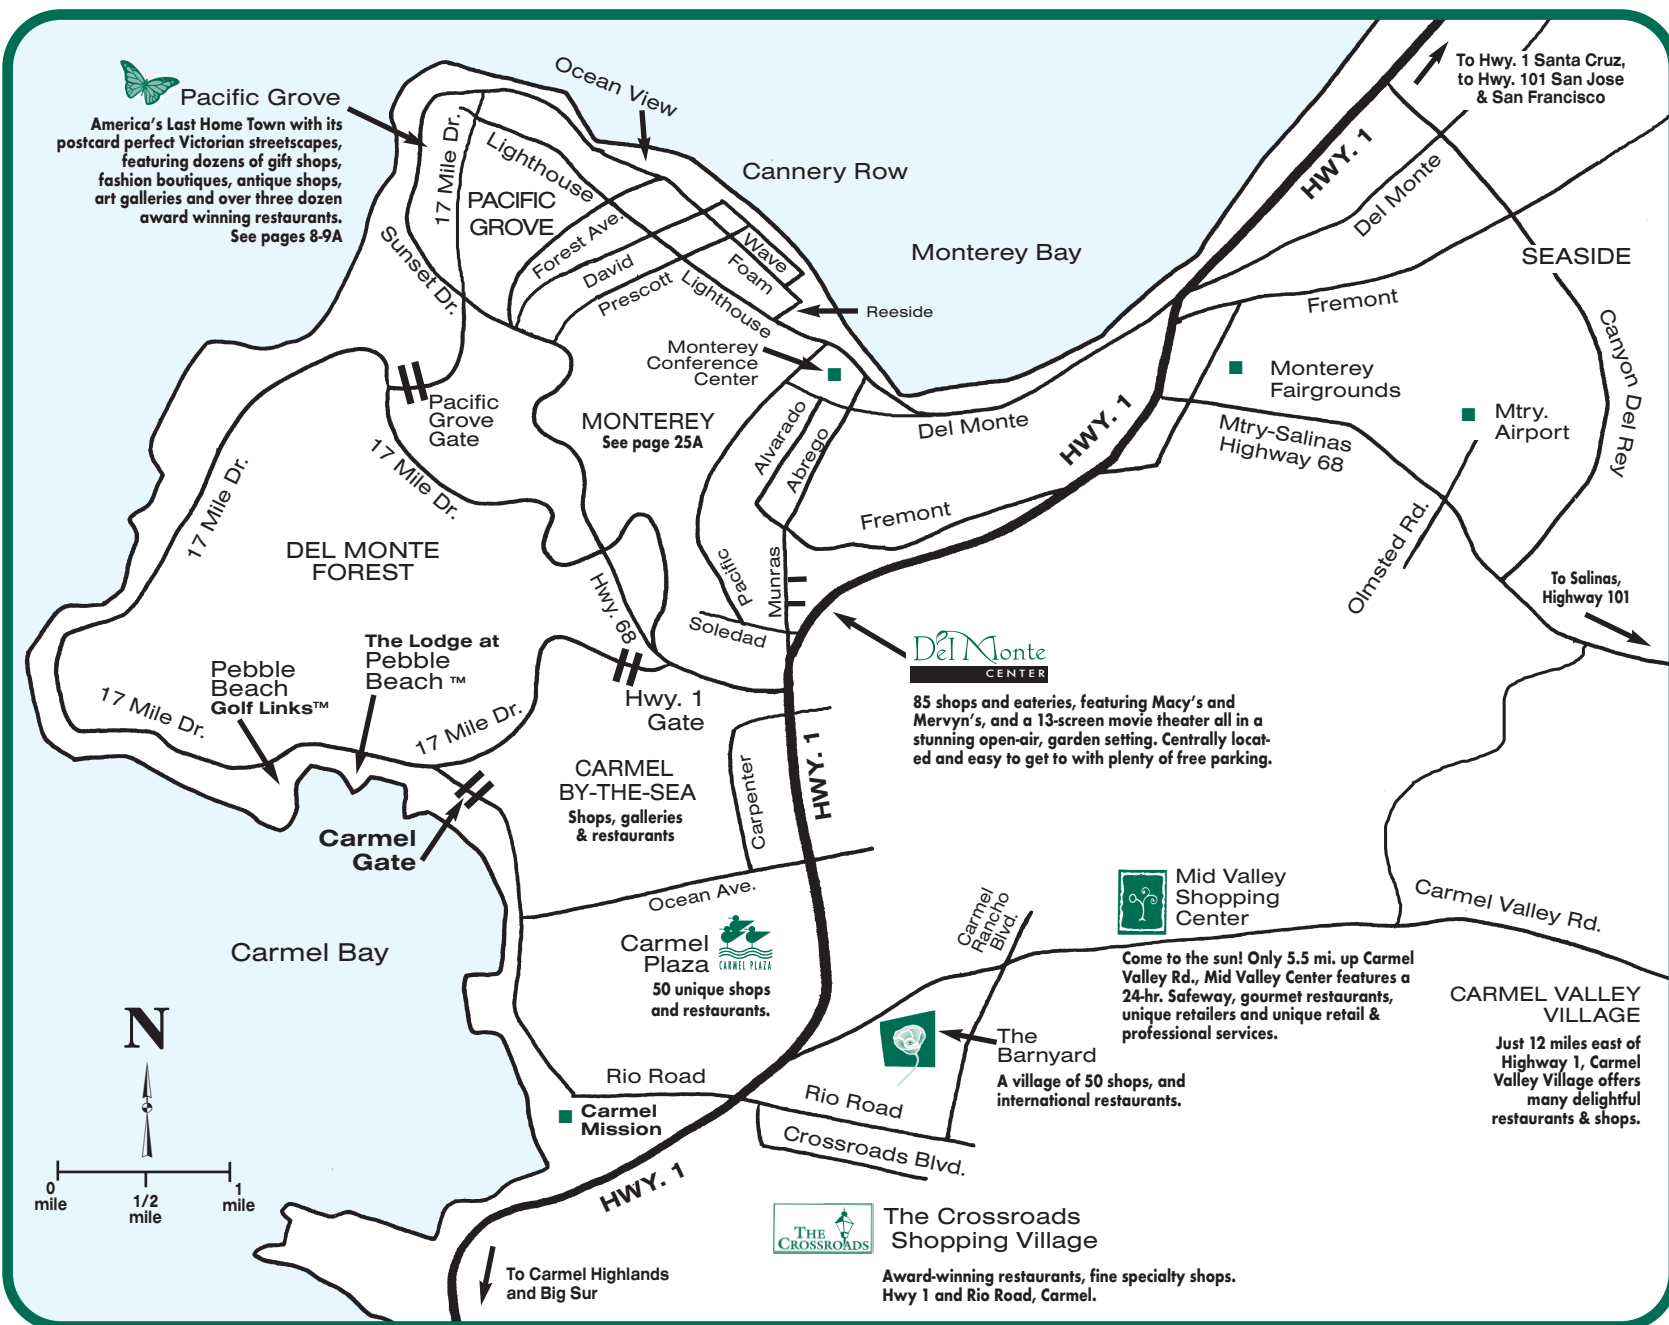 Pacific Grove
America's Last Home Town with its
postcard perfect Victorian streetscapes,
featuring dozens of gift shops,
fashion boutiques, antique shops,
art galleries and over three dozen
award winning restaurants.
See pages 8-9A
Ocean View
Cannery Row
Monterey Bay
To Hwy. 1 Santa Cruz,
to Hwy. 101 San Jose
& San Francisco
HWY. 1
Del Monte
SEASIDE
Fremont
Canyon Del Rey
17 Mile Dr.
Lighthouse
PACIFIC
GROVE
Sunset Dr.
Forest Ave.
David
Prescott
Wave
Foam
Lighthouse
Reeside
Monterey
Conference
Center
Monterey
Fairgrounds
Mtry.
Airport
Mtry-Salinas
Highway 68
Olmsted Rd.
To Salinas,
Highway 101
Pacific
Grove
Gate
MONTEREY
See page 25A
Alvarado
Abrego
Del Monte
HWY. 1
Fremont
17 Mile Dr.
17 Mile Dr.
DEL MONTE
FOREST
Hwy. 68
Pacific
Munras
Soledad
Del Monte
CENTER
85 shops and eateries, featuring Macy's and
Mervyn's, and a 13-screen movie theater all in a
stunning open-air, garden setting. Centrally locat-
ed and easy to get to with plenty of free parking.
The Lodge at
Pebble
Beach ™
Pebble
Beach
Golf Links™
17 Mile Dr.
17 Mile Dr.
Hwy. 1
Gate
CARMEL
BY-THE-SEA
Shops, galleries
& restaurants
Carpenter
HWY. 1
Carmel
Gate
Ocean Ave.
Carmel
Plaza
CARMEL PLAZA
50 unique shops
and restaurants.
Carmel Bay
Carmel
Rancho
Blvd.
Mid Valley
Shopping
Center
Come to the sun! Only 5.5 mi. up Carmel
Valley Rd., Mid Valley Center features a
24-hr. Safeway, gourmet restaurants,
unique retailers and unique retail &
professional services.
Carmel Valley Rd.
CARMEL VALLEY
VILLAGE
Just 12 miles east of
Highway 1, Carmel
Valley Village offers
many delightful
restaurants & shops.
The
Barnyard
A village of 50 shops, and
international restaurants.
N
0
mile
1/2
mile
1
mile
Rio Road
Carmel
Mission
Rio Road
Crossroads Blvd.
HWY. 1
THE
CROSSROADS
The Crossroads
Shopping Village
Award-winning restaurants, fine specialty shops.
Hwy 1 and Rio Road, Carmel.
To Carmel Highlands
and Big Sur